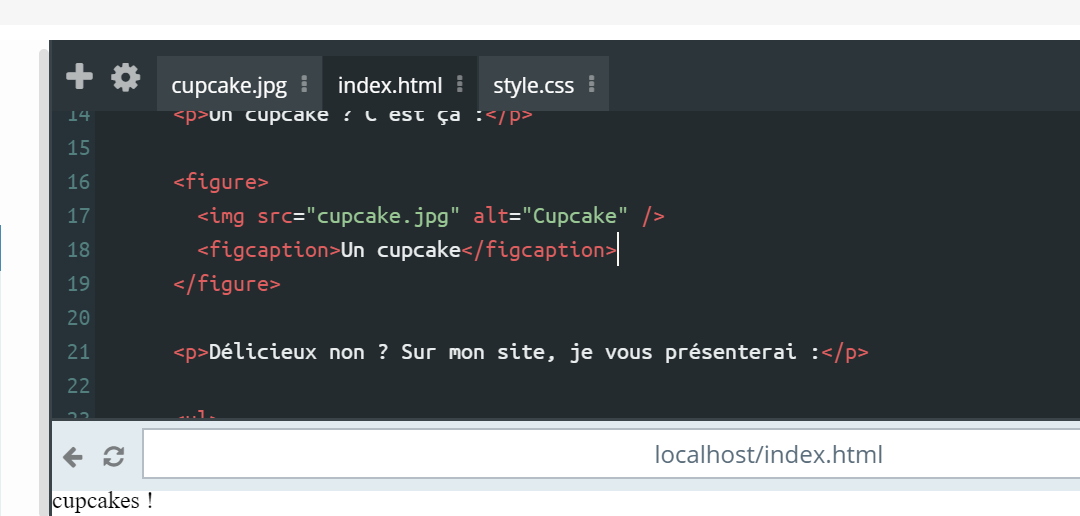 cupcake.jpg index.html style.css
14 <p>Un cupcake ? C'est ça :</p>
15
16 <figure>
17 <img src="cupcake.jpg" alt="Cupcake" />
18 <figcaption>Un cupcake</figcaption>
19 </figure>
20
21 <p>Délicieux non ? Sur mon site, je vous présenterai :</p>
22
23 <ul>
localhost/index.html
cupcakes !